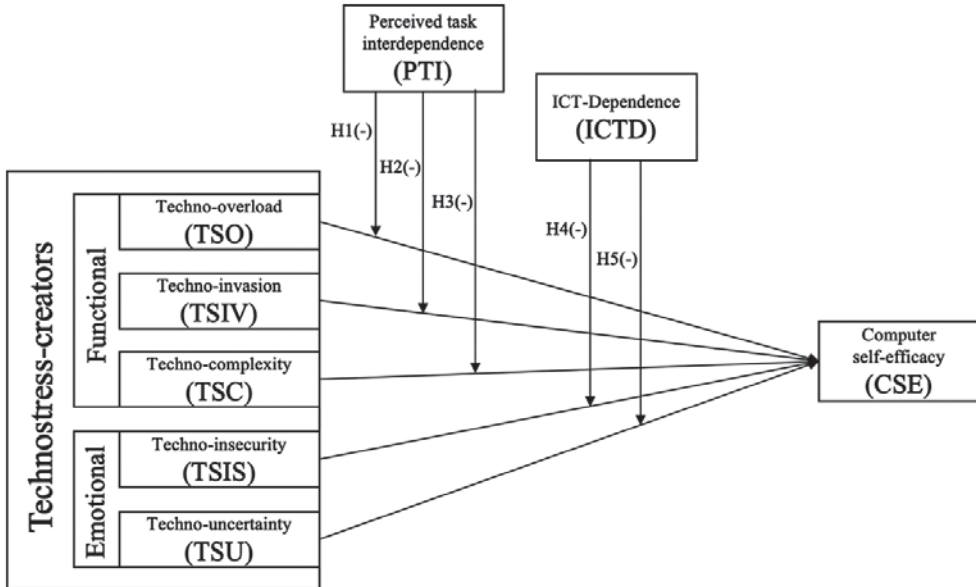 Perceived task
interdependence
(PTI)
ICT-Dependence
(ICTD)
H1(-)
H2(-)
H3(-)
H4(-)
H5(-)
Technostress-creators
Functional
Techno-overload
(TSO)
Techno-invasion
(TSIV)
Techno-complexity
(TSC)
Emotional
Techno-insecurity
(TSIS)
Techno-uncertainty
(TSU)
Computer
self-efficacy
(CSE)